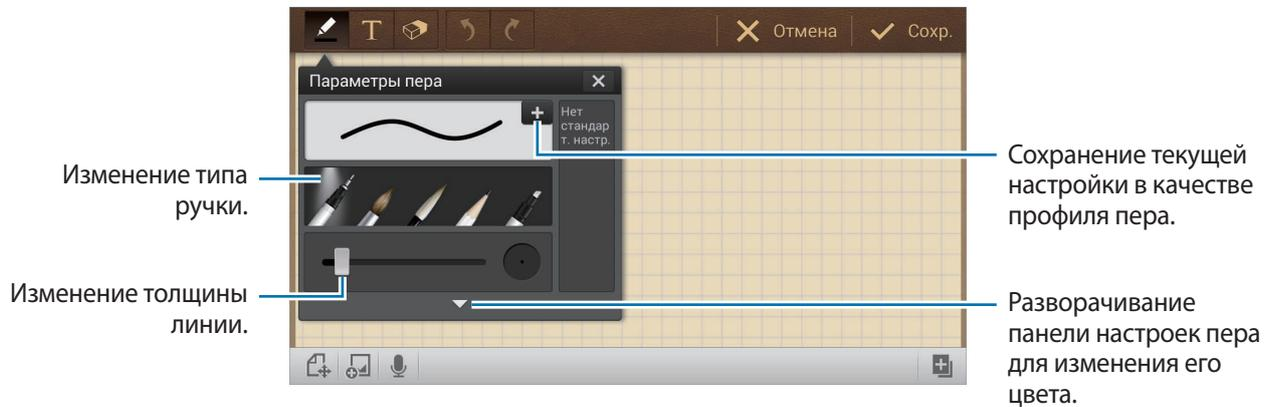 T
Отмена
Сохр.
Параметры пера
Нет
стандар
т. настр.
Изменение типа
ручки.
Изменение толщины
линии.
Сохранение текущей
настройки в качестве
профиля пера.
Разворачивание
панели настроек пера
для изменения его
цвета.